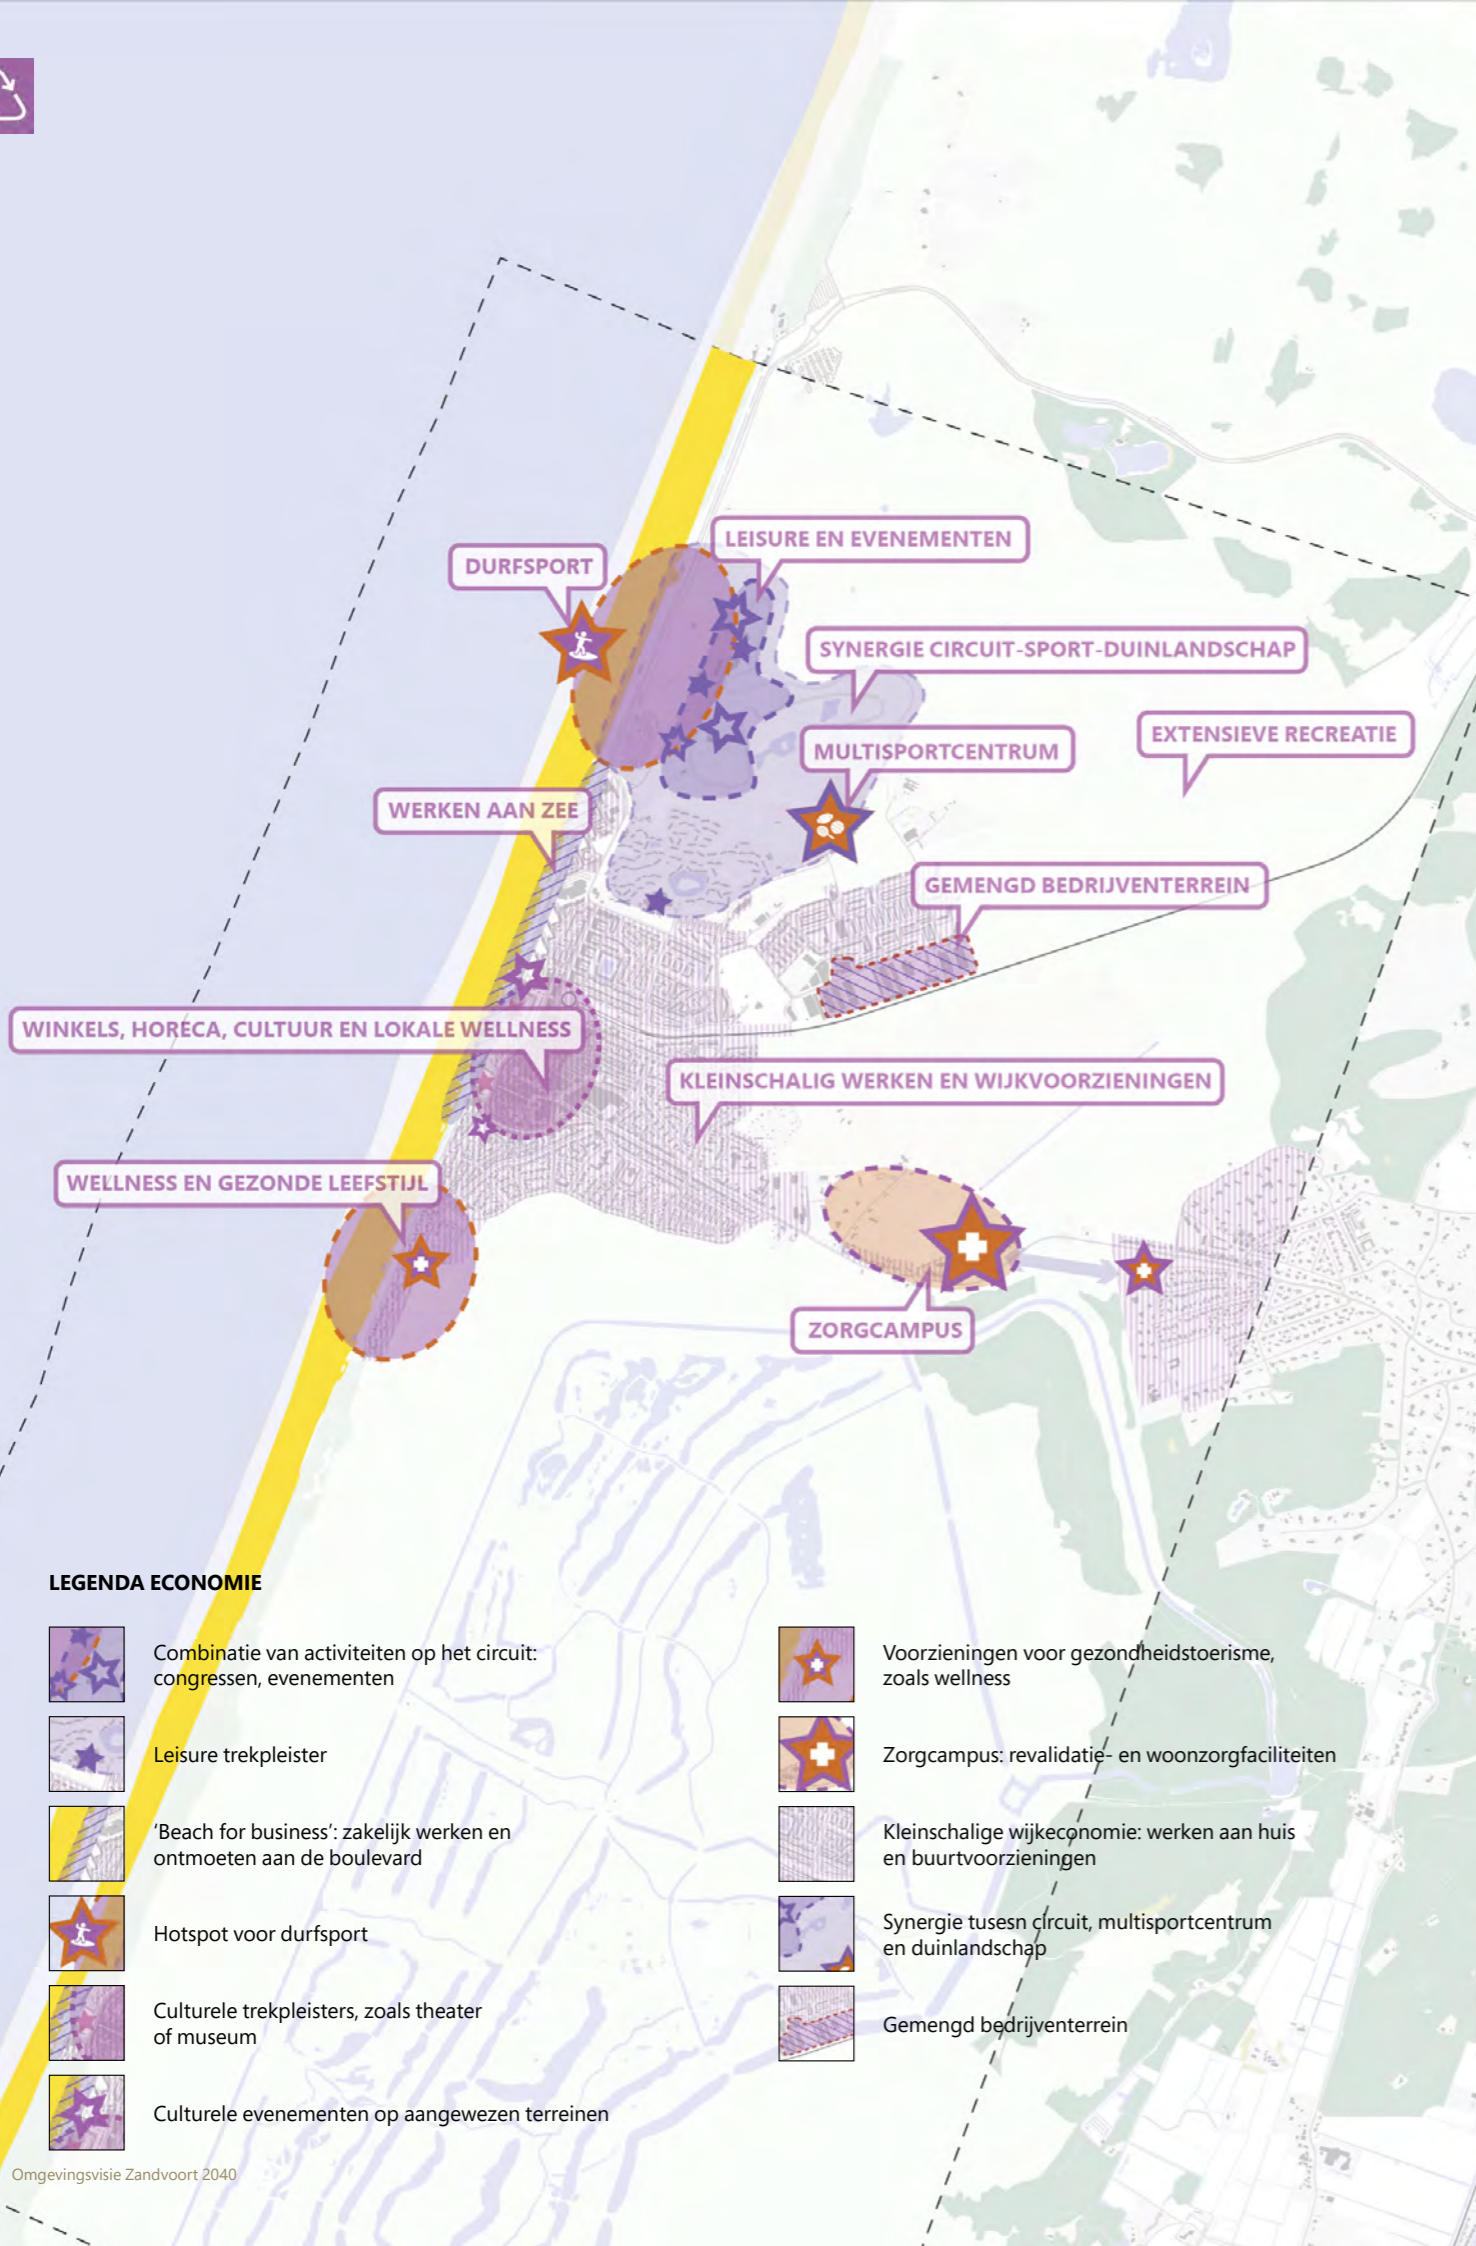 LEISURE EN EVENEMENTEN
DURFSPORT
SYNERGIE CIRCUIT-SPORT-DUINLANDSCHAP
EXTENSIEVE RECREATIE
MULTISPORTCENTRUM
WERKEN AAN ZEE
GEMENGD BEDRIJVENTERREIN
WINKELS, HORECA, CULTUUR EN LOKALE WELLNESS
KLEINSCHALIG WERKEN EN WIJKVOORZIENINGEN
WELLNESS EN GEZONDE LEEFSTIJL
ZORGCAMPUS
LEGENDA ECONOMIE
Combinatie van activiteiten op het circuit:
congressen, evenementen
Leisure trekpleister
'Beach for business': zakelijk werken en
ontmoeten aan de boulevard
Hotspot voor durfsport
Culturele trekpleisters, zoals theater
of museum
Culturele evenementen op aangewezen terreinen
Voorzieningen voor gezondheidstoerisme,
zoals wellness
Zorgcampus: revalidatie- en woonzorgfaciliteiten
Kleinschalige wijkeconomie: werken aan huis
en buurtvoorzieningen
Synergie tusesn circuit, multisportcentrum
en duinlandschap
Gemengd bedrijventerrein
Omgevingsvisie Zandvoort 2040